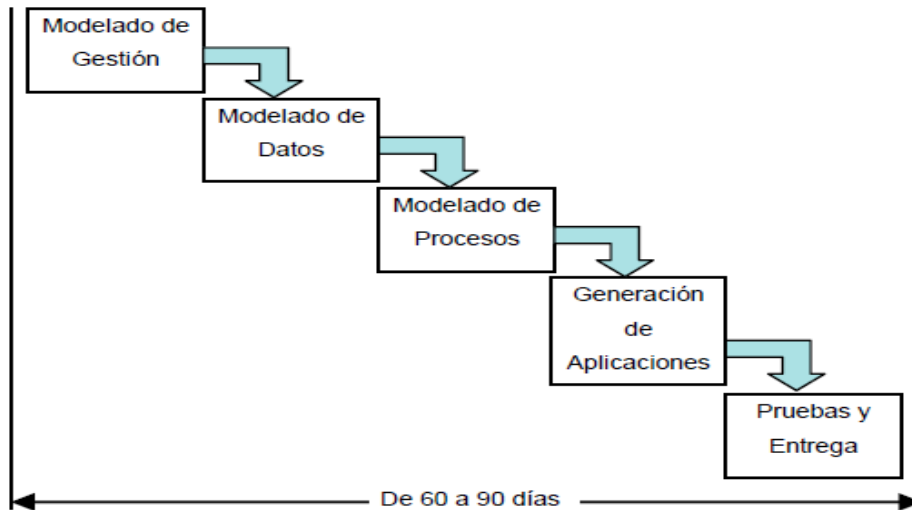 Modelado de
Gestión
Modelado de
Datos
Modelado de
Procesos
Generación
de
Aplicaciones
Pruebas y
Entrega
De 60 a 90 días